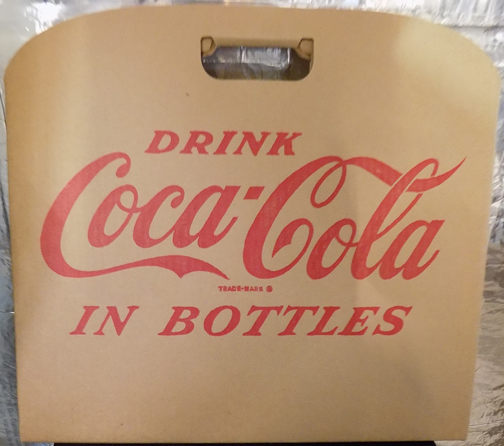 DRINK
Coca-Cola
TRADE-MARK ®
IN BOTTLES